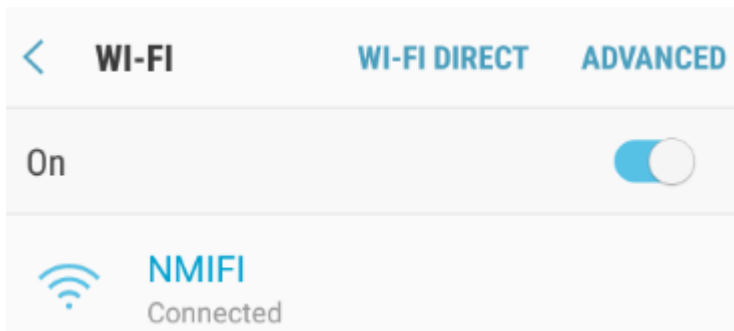 WI-FI WI-FI DIRECT ADVANCED
On
NMIFI
Connected